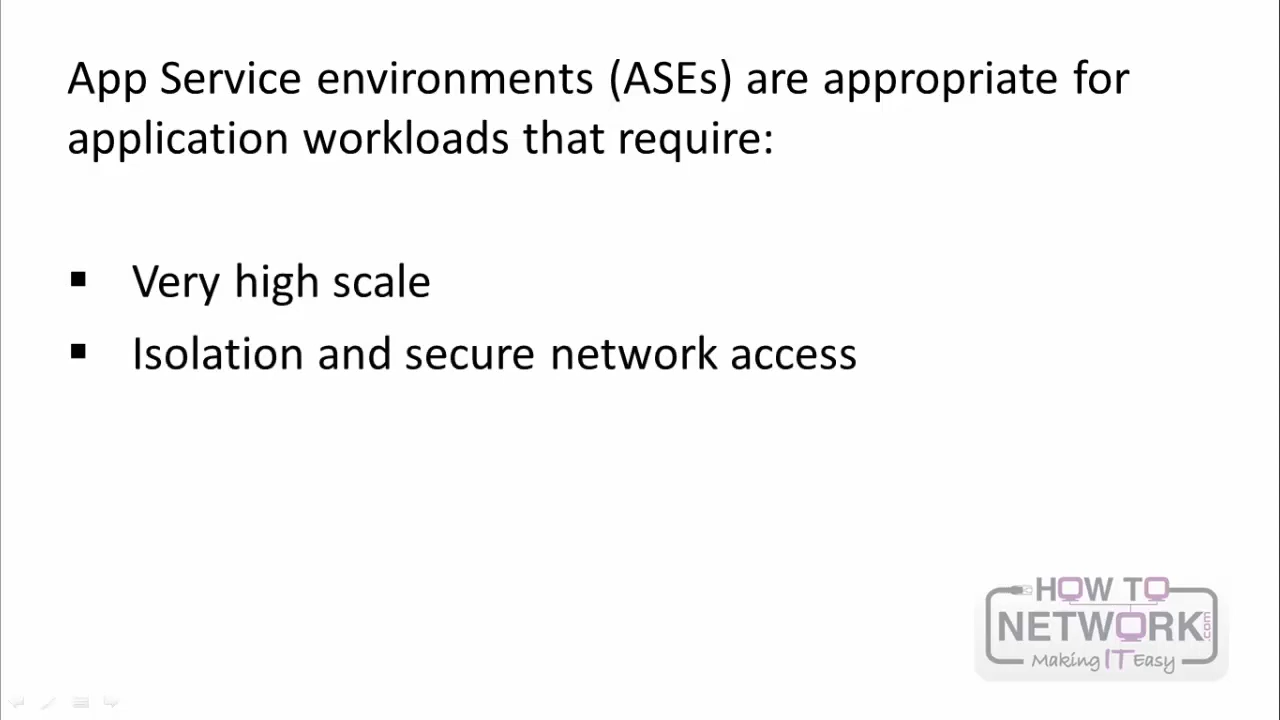 App Service environments (ASEs) are appropriate for
application workloads that require:
▪ Very high scale
▪ Isolation and secure network access
HOW TO
NETWORK.com
Making IT Easy